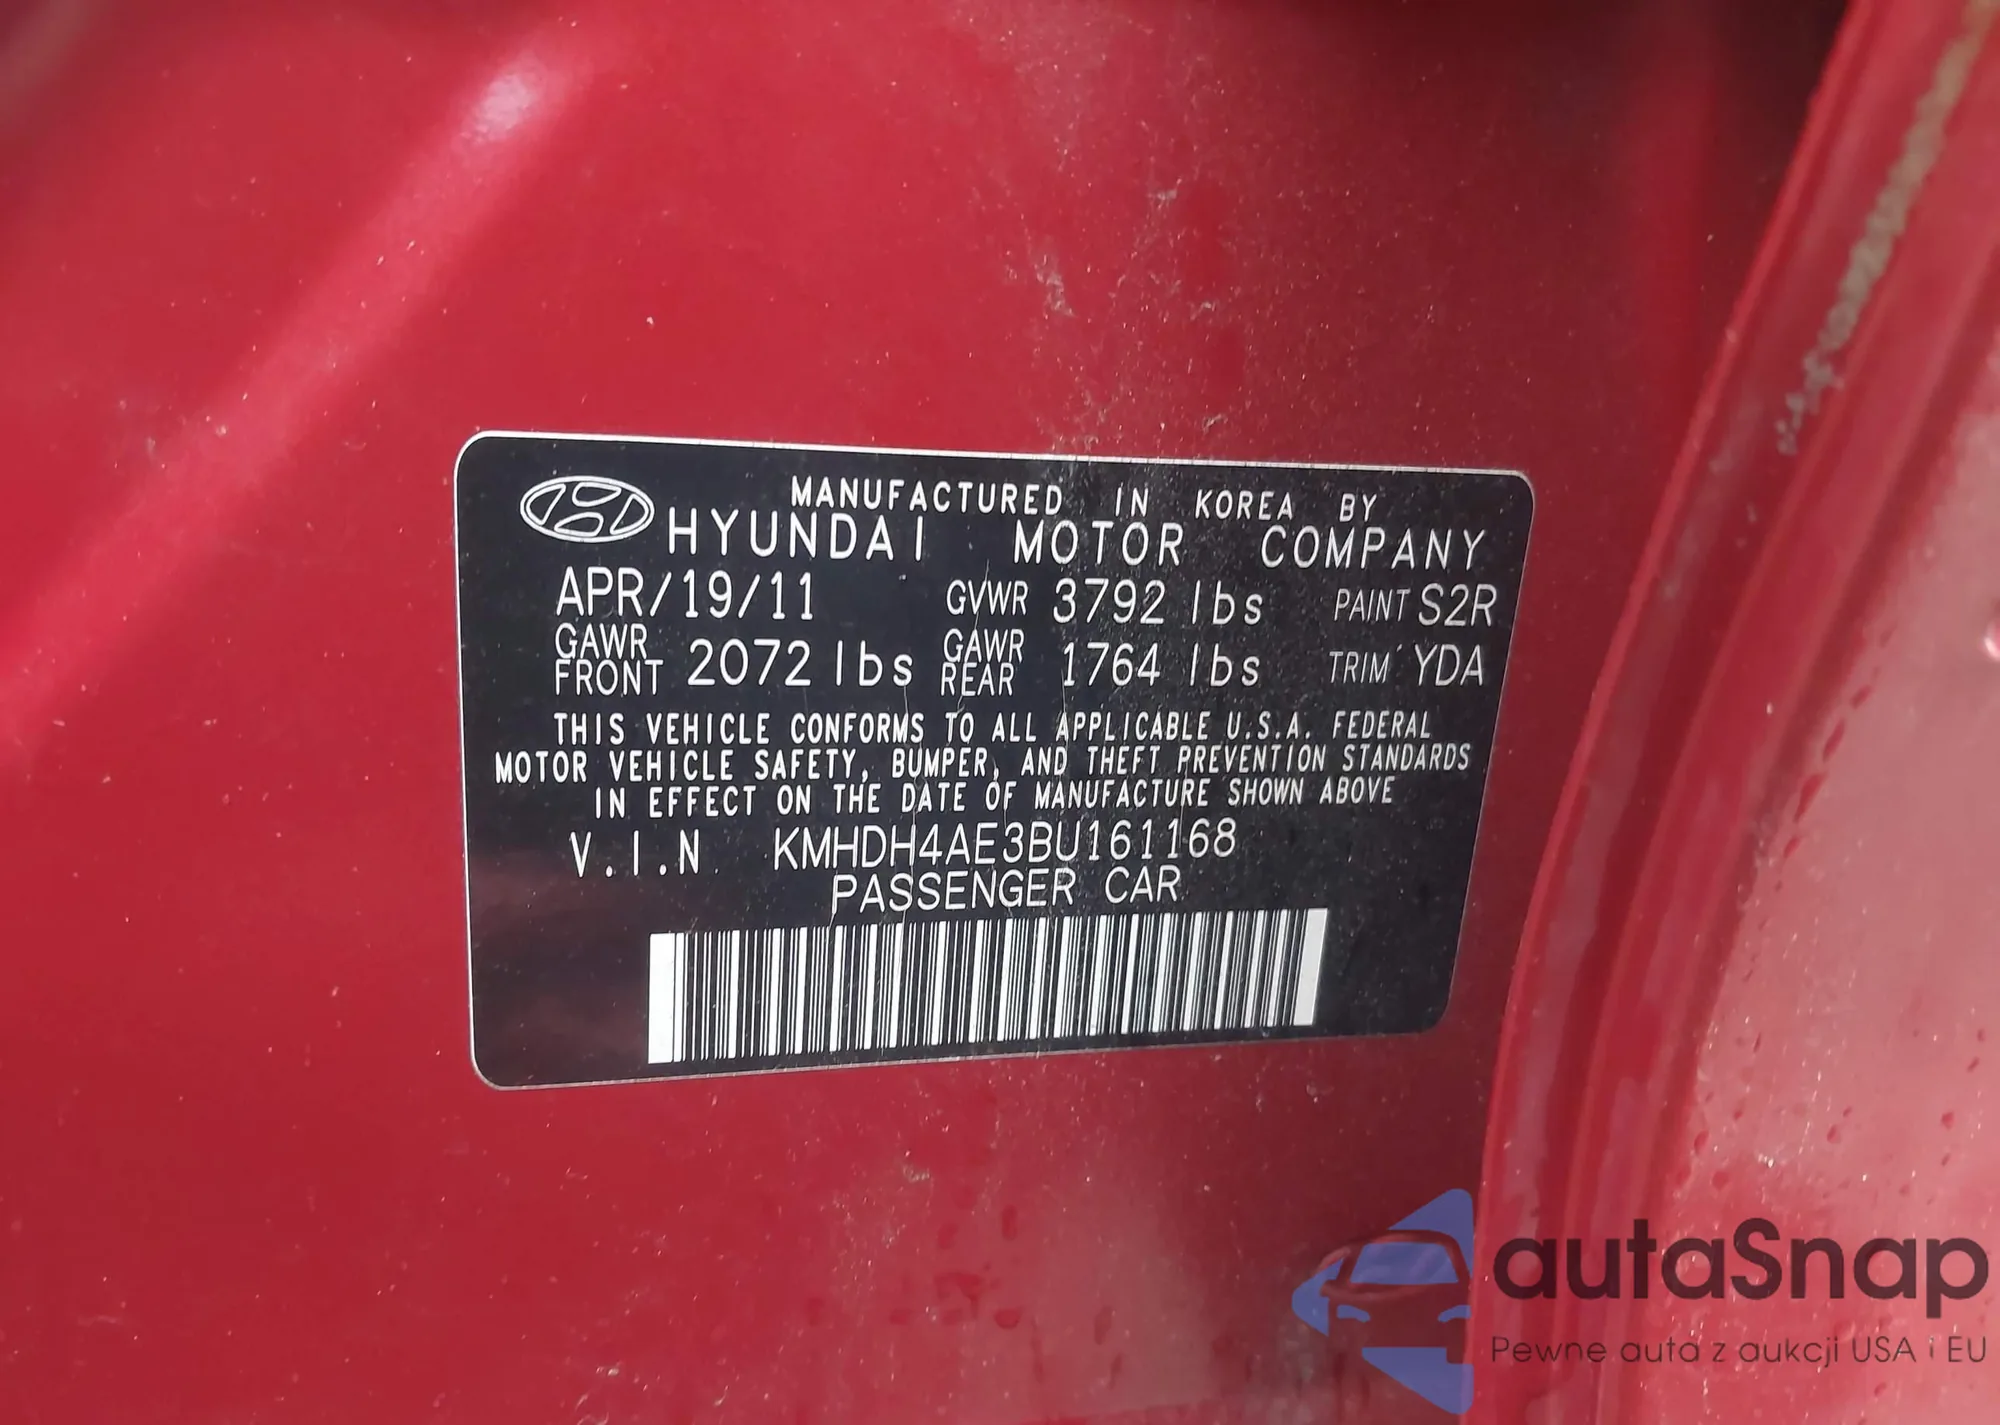 MANUFACTURED IN KOREA BY
HYUNDAI MOTOR COMPANY
APR/19/11 GVWR 3792 lbs PAINT S2R
GAWR FRONT 2072 lbs GAWR REAR 1764 lbs TRIM YDA
THIS VEHICLE CONFORMS TO ALL APPLICABLE U.S.A. FEDERAL
MOTOR VEHICLE SAFETY, BUMPER, AND THEFT PREVENTION STANDARDS
IN EFFECT ON THE DATE OF MANUFACTURE SHOWN ABOVE
V.I.N KMHDH4AE3BU161168
PASSENGER CAR
autaSnap
Pewne auta z aukcji USA i EU